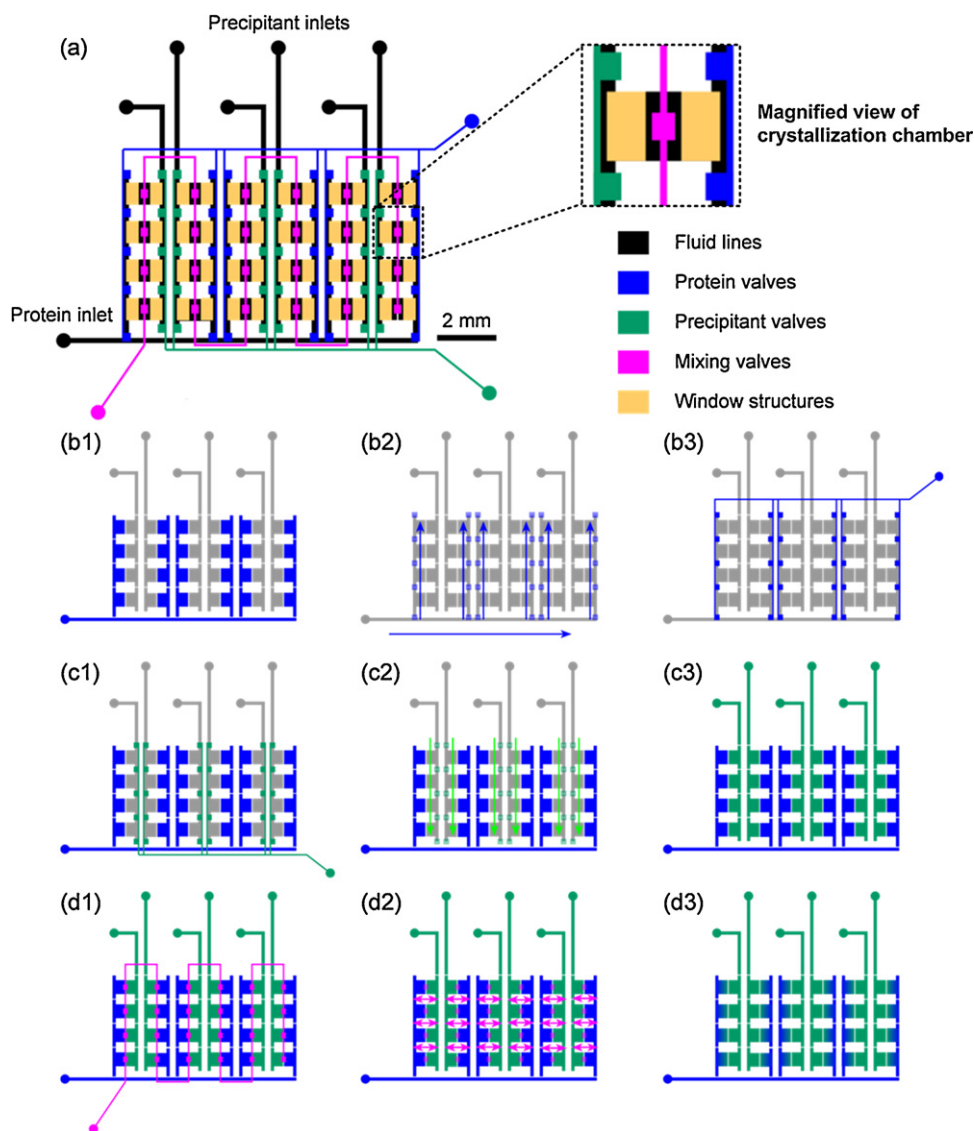 Precipitant inlets
(a)
Magnified view of
crystallization chamber
Fluid lines
Protein valves
Protein inlet
2 mm
Precipitant valves
Mixing valves
Window structures
(b1)
(b2)
(b3)
(c1)
(c2)
(c3)
(d1)
(d2)
(d3)